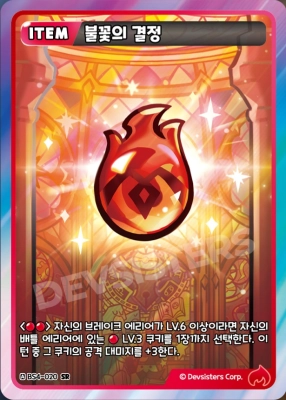 ITEM 불꽃의 결정
DEVSISTERS
<●●> 자신의 브레이크 에리어가 LV.6 이상이라면 자신의
배틀 에리어에 있는 ● LV.3 쿠키를 1장까지 선택한다. 이
턴 중 그 쿠키의 공격 대미지를 +3한다.
BS4-020 SR
© Devsisters Corp.